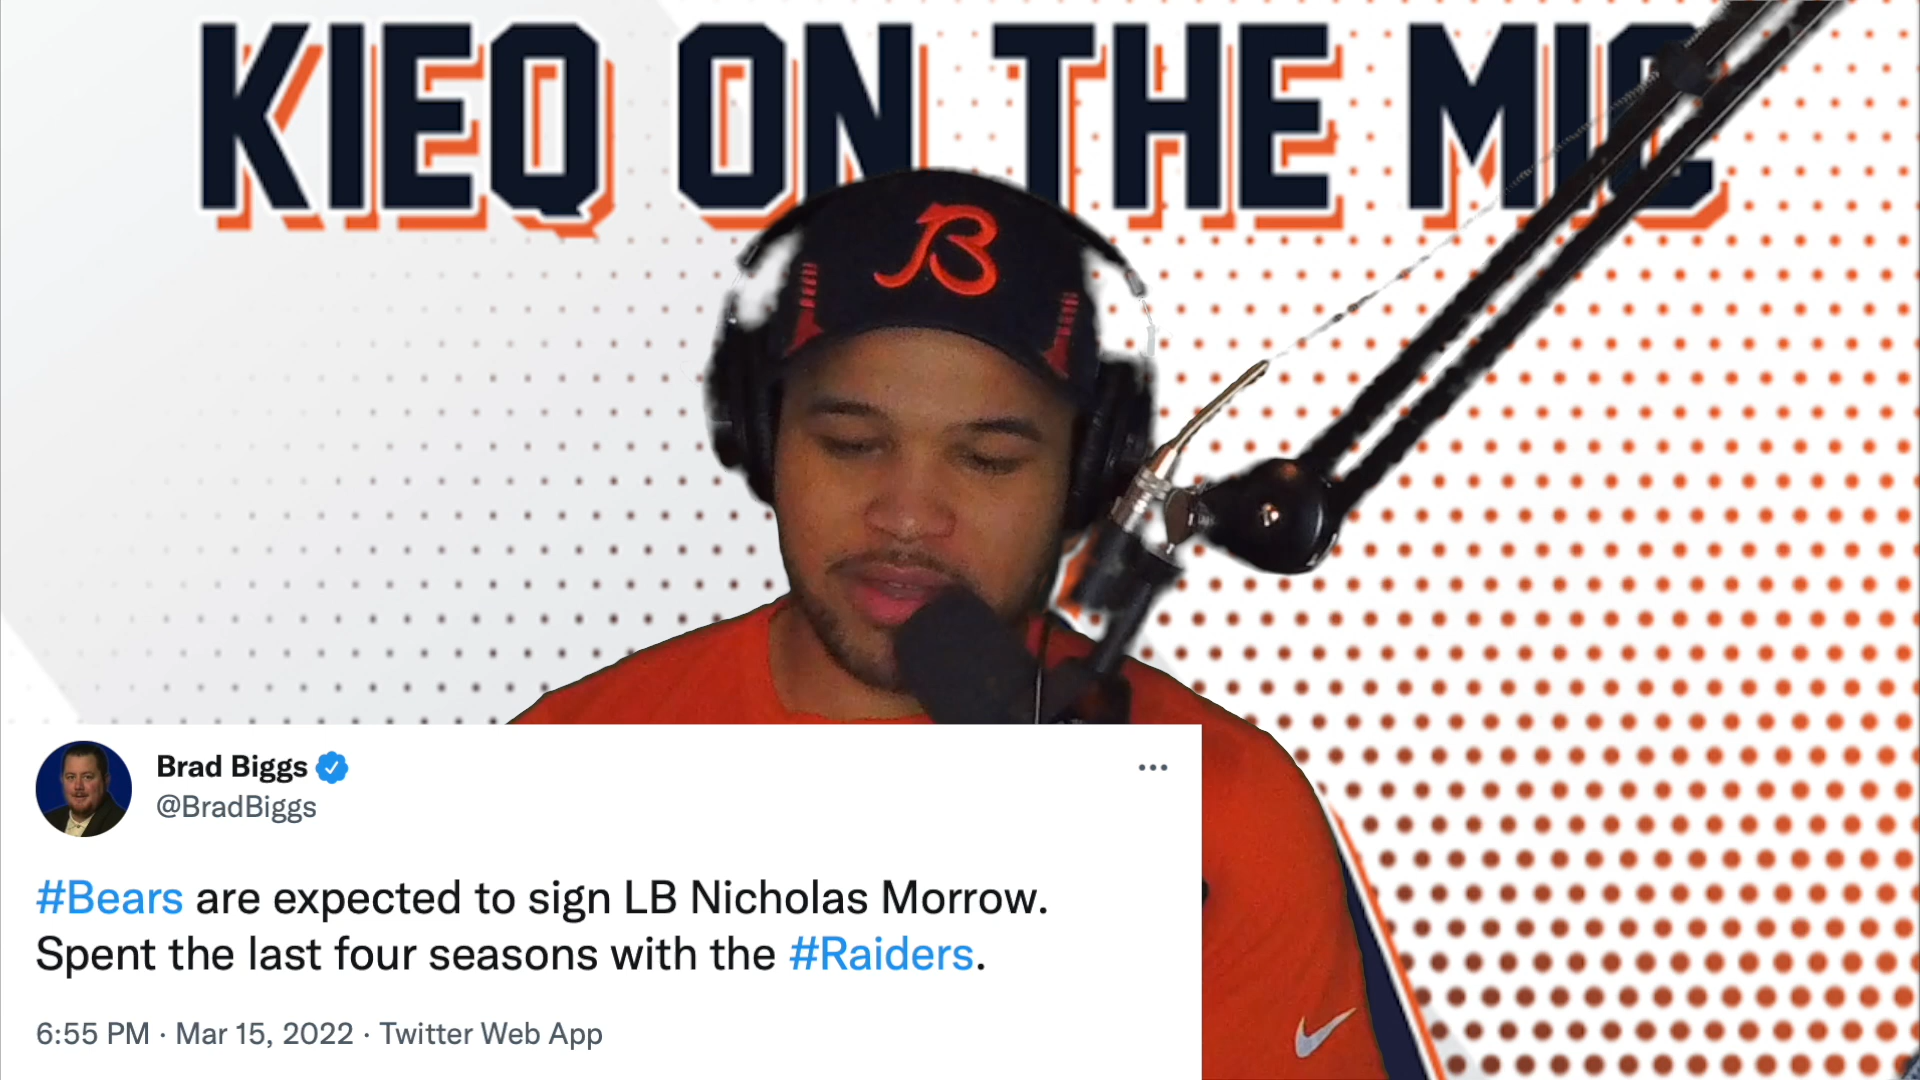 KIEQ ON THE MIC
B
Brad Biggs
@BradBiggs
#Bears are expected to sign LB Nicholas Morrow.
Spent the last four seasons with the #Raiders.
6:55 PM · Mar 15, 2022 · Twitter Web App